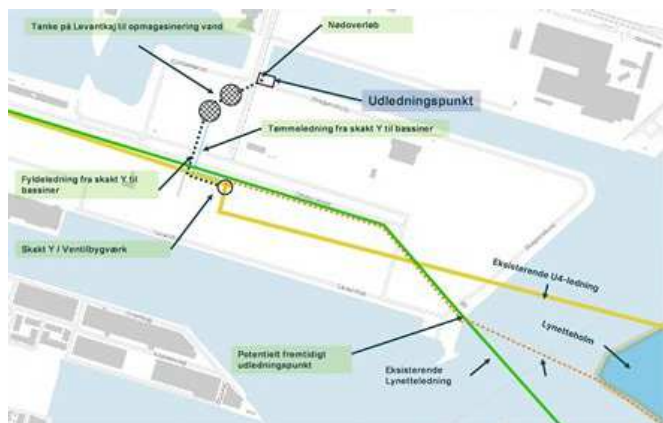 Tanke på Levantkaj til opmagasinering vand
Nødoverløb
Udledningspunkt
Tømmeledning fra skakt Y til bassiner
Fyldeledning fra skakt Y til
bassiner
Skakt Y / Ventilbygværk
Eksisterende U4-ledning
Lynetteholm
Potentielt fremtidigt
udledningspunkt
Eksisterende
Lynetteledning